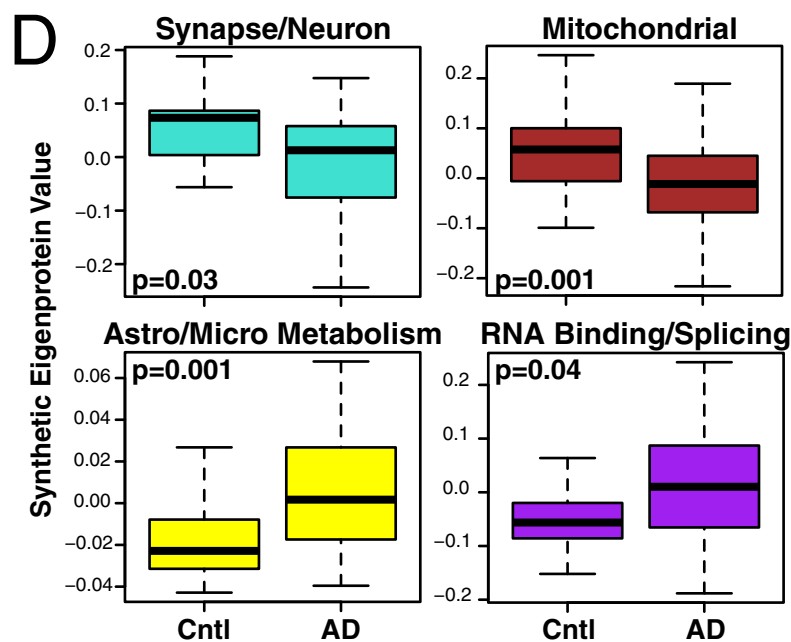 D
Synapse/Neuron
Mitochondrial
Synthetic Eigenprotein Value
0.2
0.1
0.0
−0.1
−0.2
p=0.03
0.2
0.1
0.0
−0.1
−0.2
p=0.001
Astro/Micro Metabolism
RNA Binding/Splicing
0.06
0.04
0.02
0.00
−0.02
−0.04
p=0.001
0.2
0.1
0.0
−0.1
−0.2
p=0.04
Cntl
AD
Cntl
AD